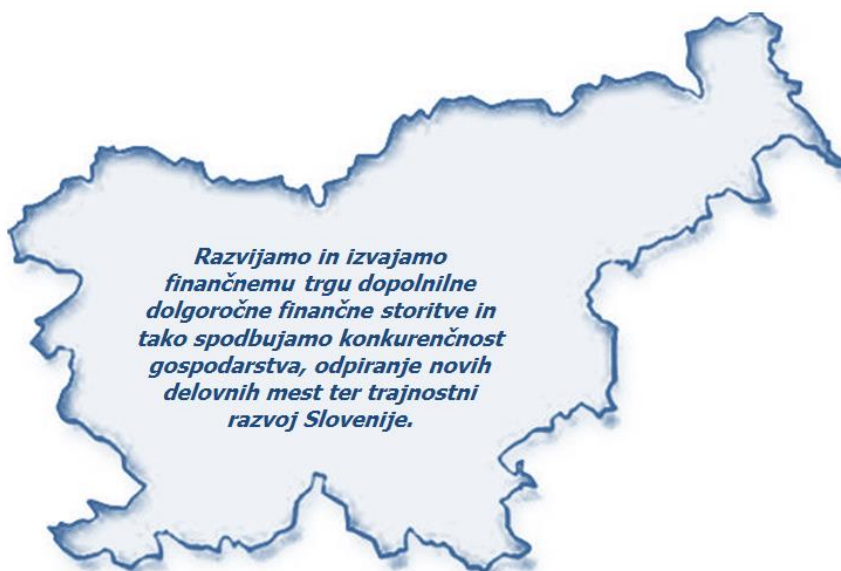 Razvijamo in izvajamo
finančnemu trgu dopolnilne
dolgoročne finančne storitve in
tako spodbujamo konkurenčnost
gospodarstva, odpiranje novih
delovnih mest ter trajnostni
razvoj Slovenije.